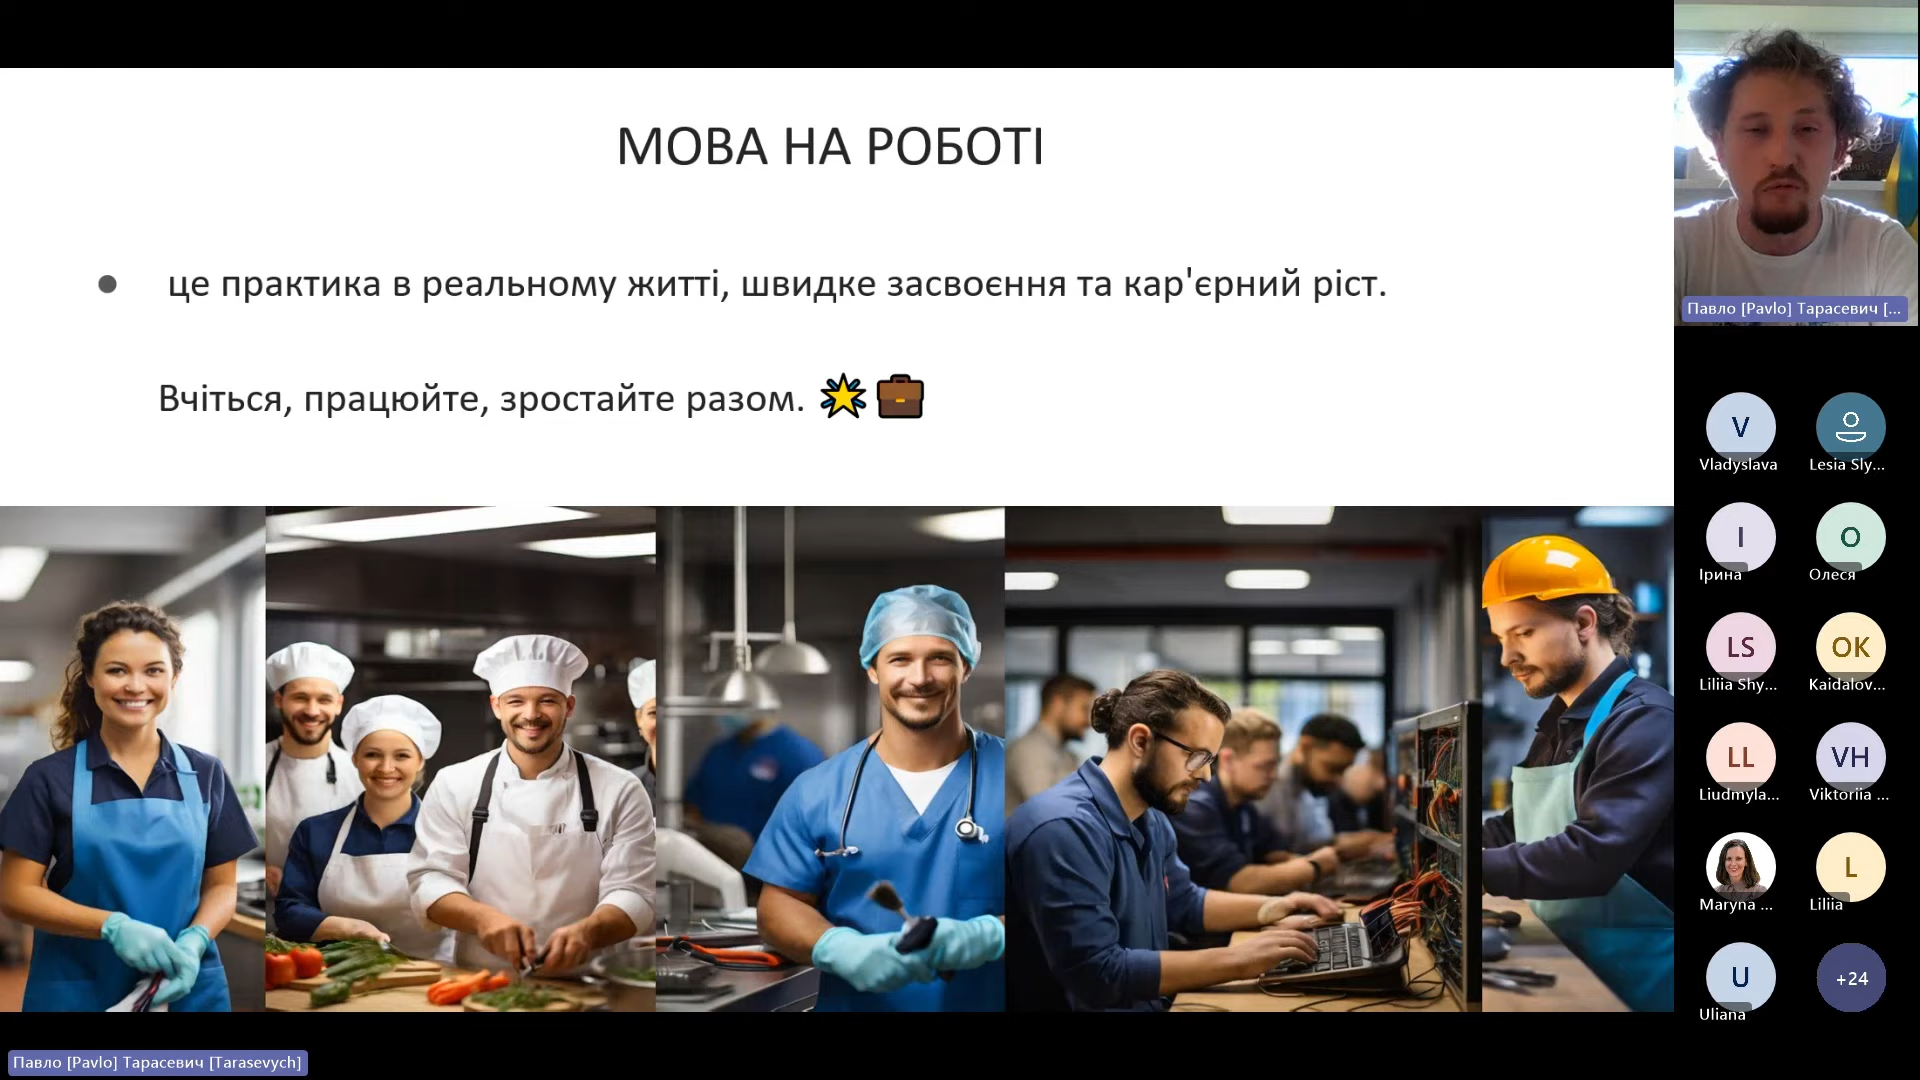 МОВА НА РОБОТІ
● це практика в реальному житті, швидке засвоєння та кар'єрний ріст.
Вчіться, працюйте, зростайте разом.
Павло [Pavlo] Тарасевич [...
V
Vladyslava
Lesia Sly...
І
Ірина
О
Олеся
LS
Liliia Shy...
OK
Kaidalov...
LL
Liudmyla...
VH
Viktoriia ...
Maryna ...
L
Liliia
U
Uliana
+24
Павло [Pavlo] Тарасевич [Tarasevych]